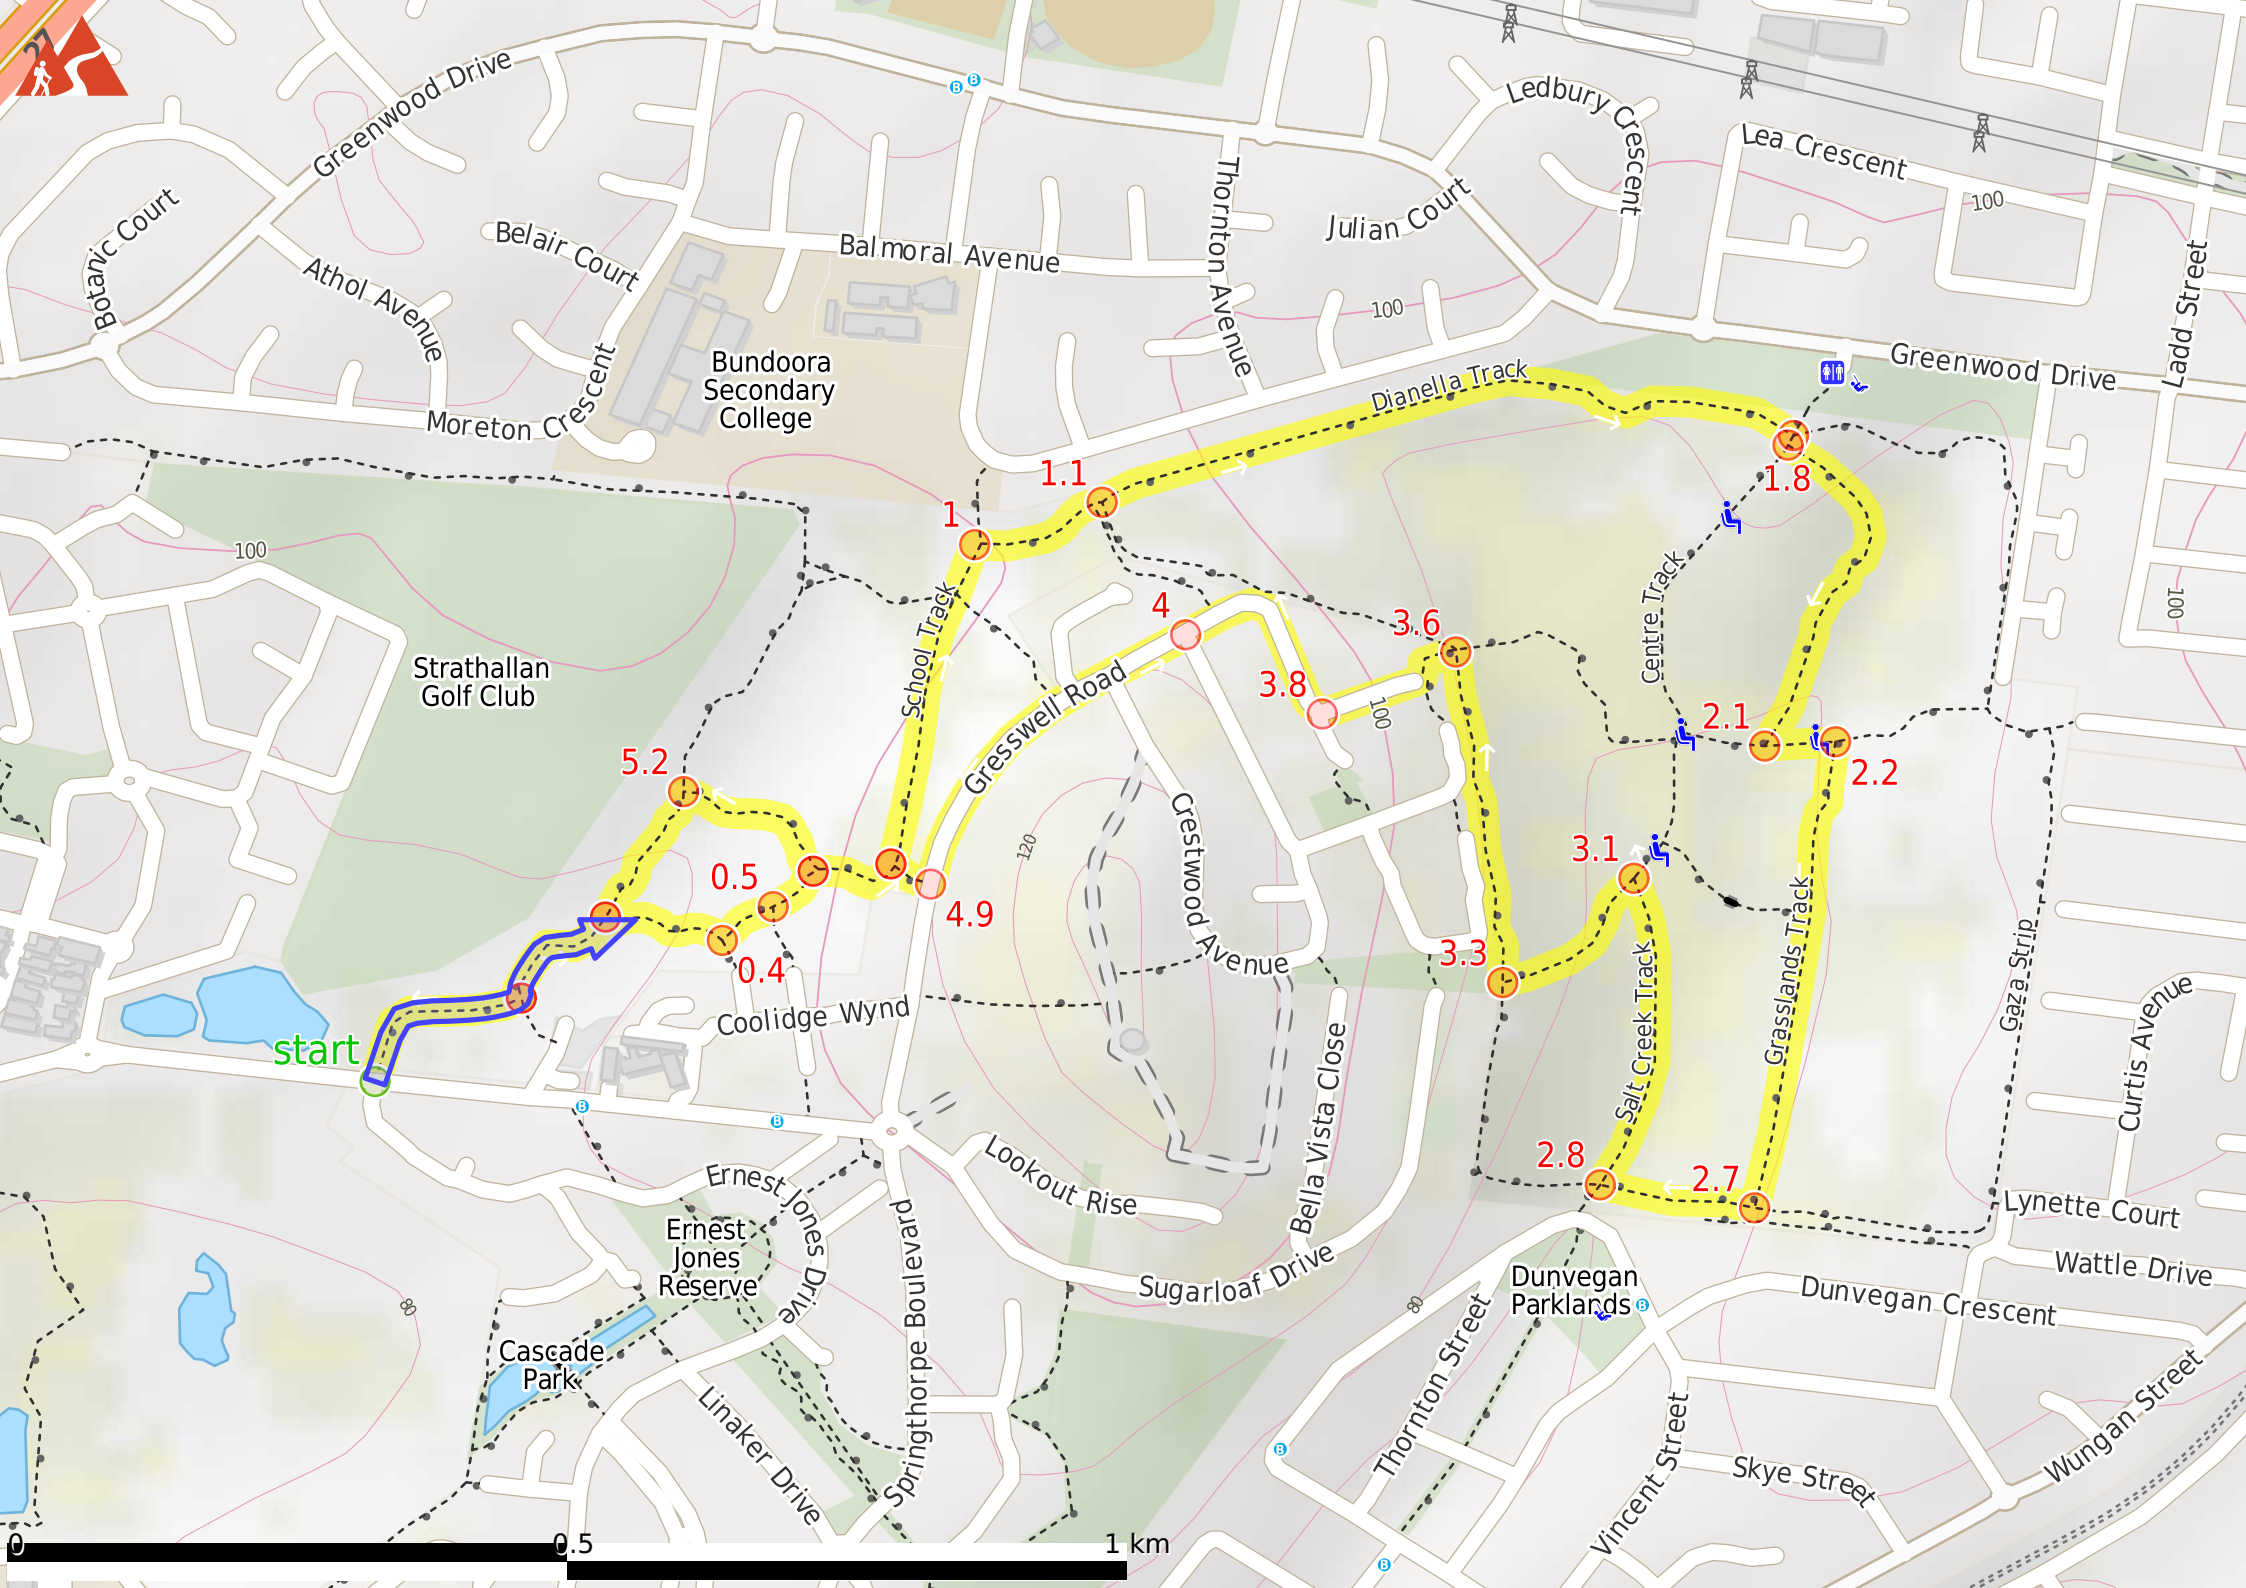 27
Greenwood Drive
Ledbury Crescent
Lea Crescent
100
Botanic Court
Belair Court
Athol Avenue
Balmoral Avenue
Thornton Avenue
Julian Court
Ladd Street
100
Bundoora
Secondary
College
Moreton Crescent
Dianella Track
Greenwood Drive
1.1
1.8
1
100
Centre Track
100
School Track
4
3.6
Strathallan
Golf Club
3.8
100
Gresswell Road
2.1
2.2
5.2
Crestwood Avenue
120
3.1
0.5
4.9
Grasslands Track
3.3
0.4
Salt Creek Track
Gaza Strip
Coolidge Wynd
Curtis Avenue
start
Bella Vista Close
Lookout Rise
2.8
2.7
Ernest Jones Drive
Lynette Court
Springthorpe Boulevard
Ernest
Jones
Reserve
Sugarloaf Drive
Wattle Drive
Dunvegan
Parklands
Dunvegan Crescent
80
80
Cascade
Park
Thornton Street
Linaker Drive
Vincent Street
Skye Street
Wungan Street
0
0.5
1 km
B
B
B
B
B
B
B